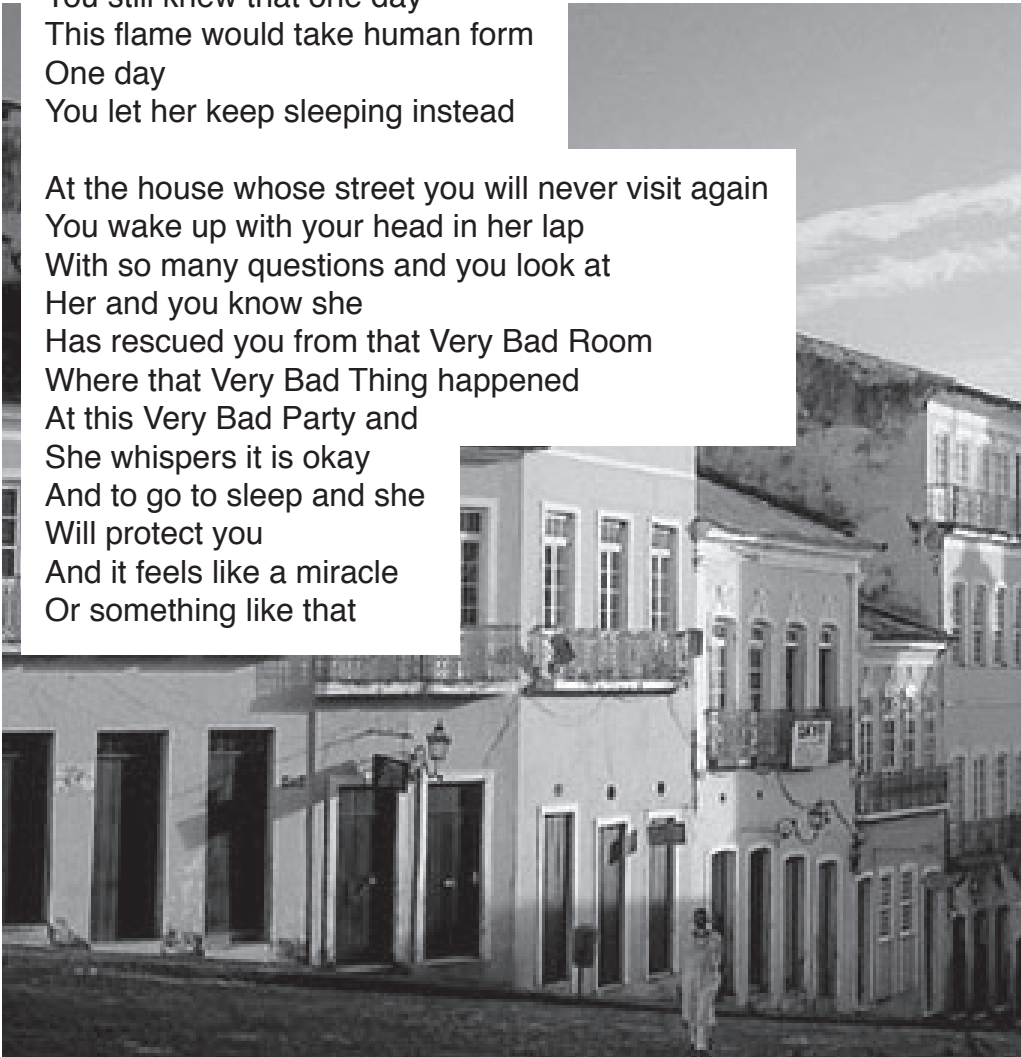 You still knew that one day
This flame would take human form
One day
You let her keep sleeping instead

At the house whose street you will never visit again
You wake up with your head in her lap
With so many questions and you look at
Her and you know she
Has rescued you from that Very Bad Room
Where that Very Bad Thing happened
At this Very Bad Party and
She whispers it is okay
And to go to sleep and she
Will protect you
And it feels like a miracle
Or something like that